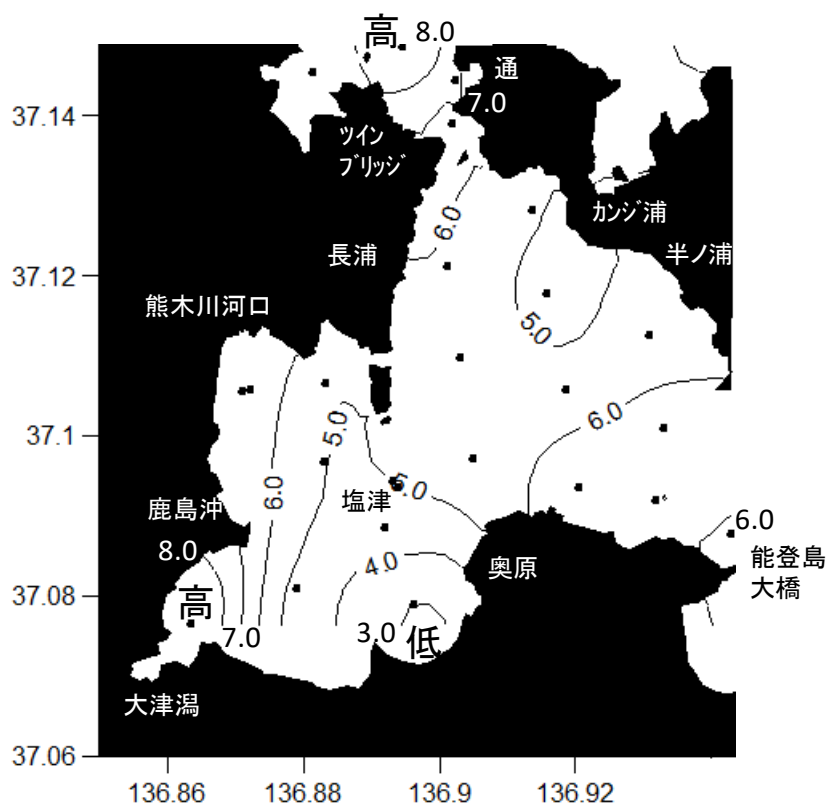 高
8.0
通
7.0
37.14
ﾂｲﾝ
ﾌﾞﾘｯｼﾞ
6.0
ｶﾝｼﾞ浦
長浦
半ノ浦
37.12
熊木川河口
5.0
6.0
37.1
5.0
6.0
5.0
塩津
鹿島沖
6.0
8.0
4.0
奥原
能登島
大橋
37.08
高
7.0
3.0
低
大津潟
37.06
136.86
136.88
136.9
136.92